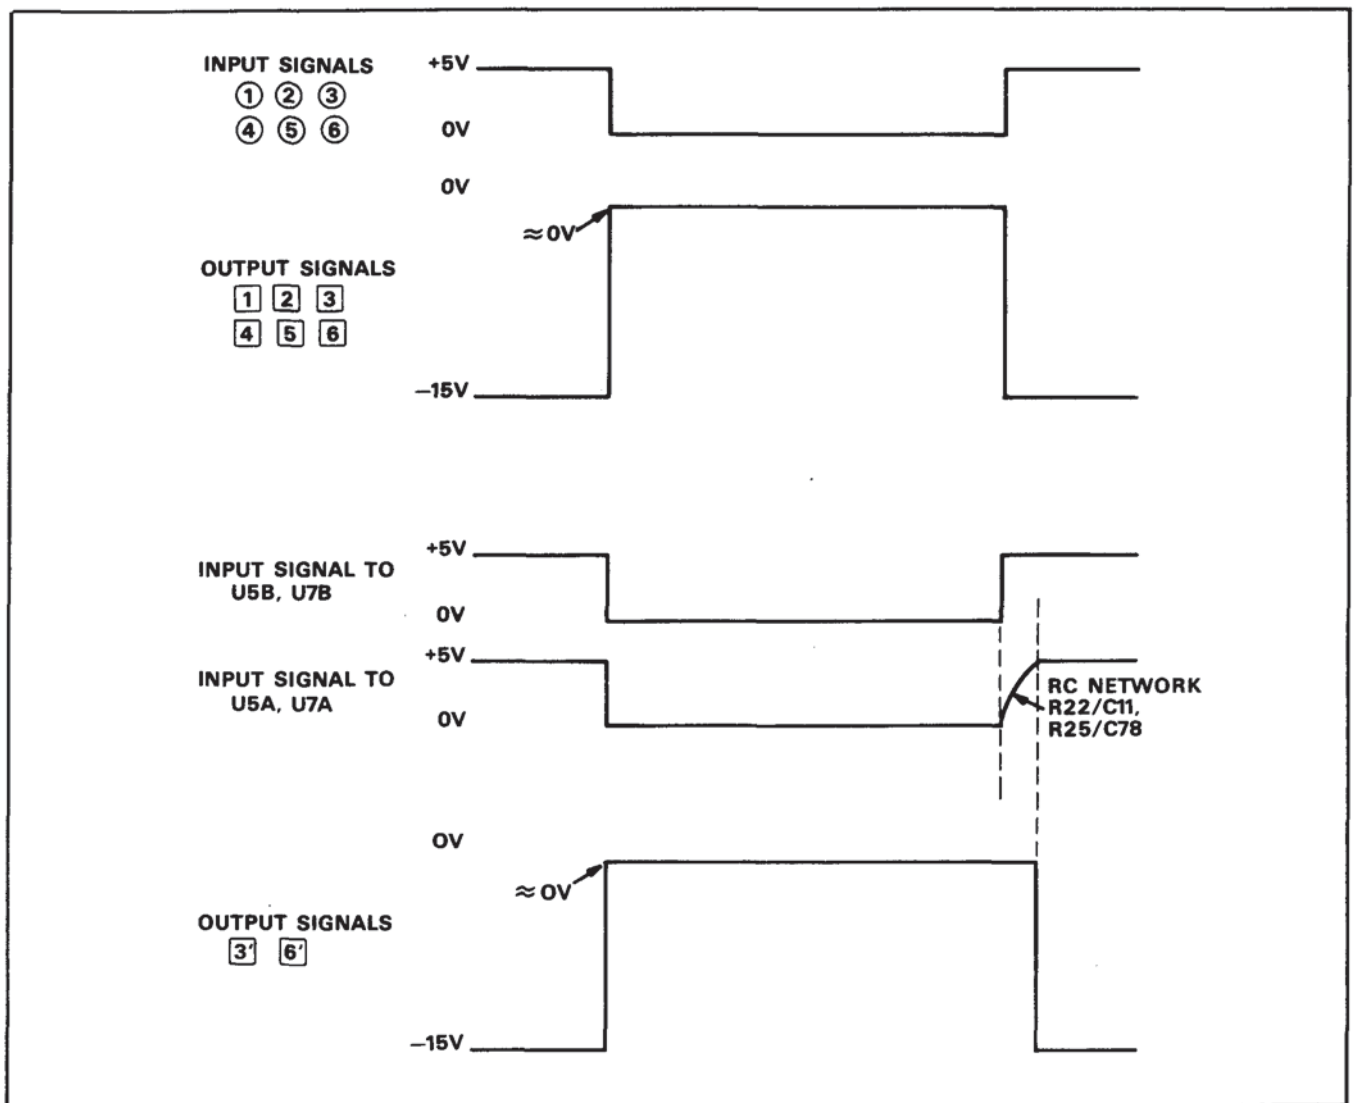 INPUT SIGNALS
① ② ③
④ ⑤ ⑥
+5V
0V
0V
≈0V
OUTPUT SIGNALS
1 2 3
4 5 6
−15V
INPUT SIGNAL TO
U5B, U7B
+5V
0V
INPUT SIGNAL TO
U5A, U7A
+5V
0V
RC NETWORK
R22/C11,
R25/C78
0V
≈0V
OUTPUT SIGNALS
3' 6'
−15V